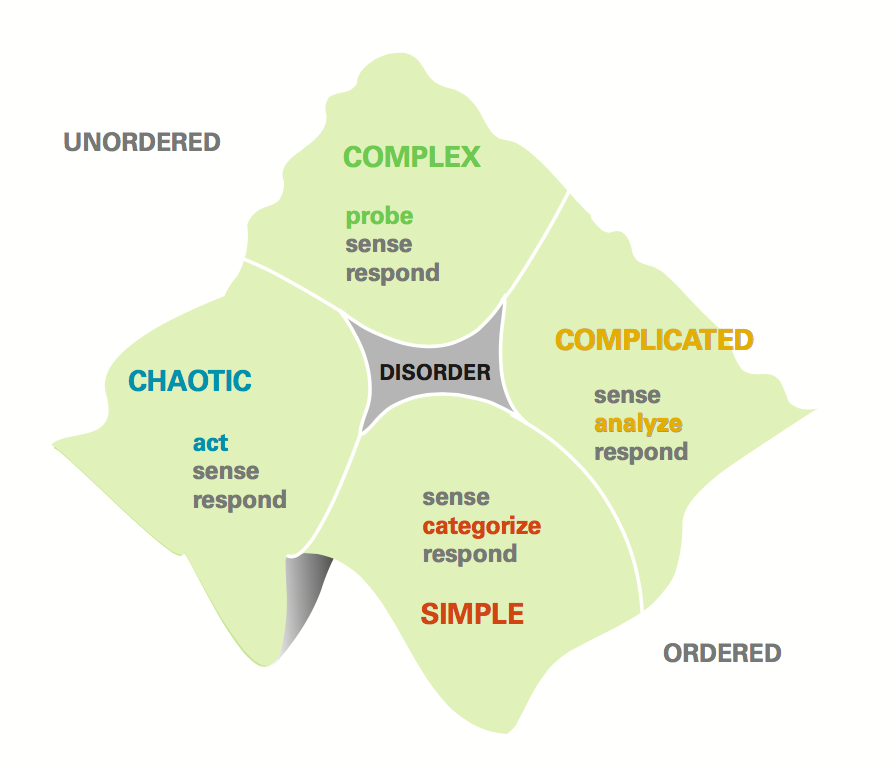 UNORDERED
COMPLEX
probe
sense
respond
COMPLICATED
sense
analyze
respond
DISORDER
CHAOTIC
act
sense
respond
sense
categorize
respond
SIMPLE
ORDERED